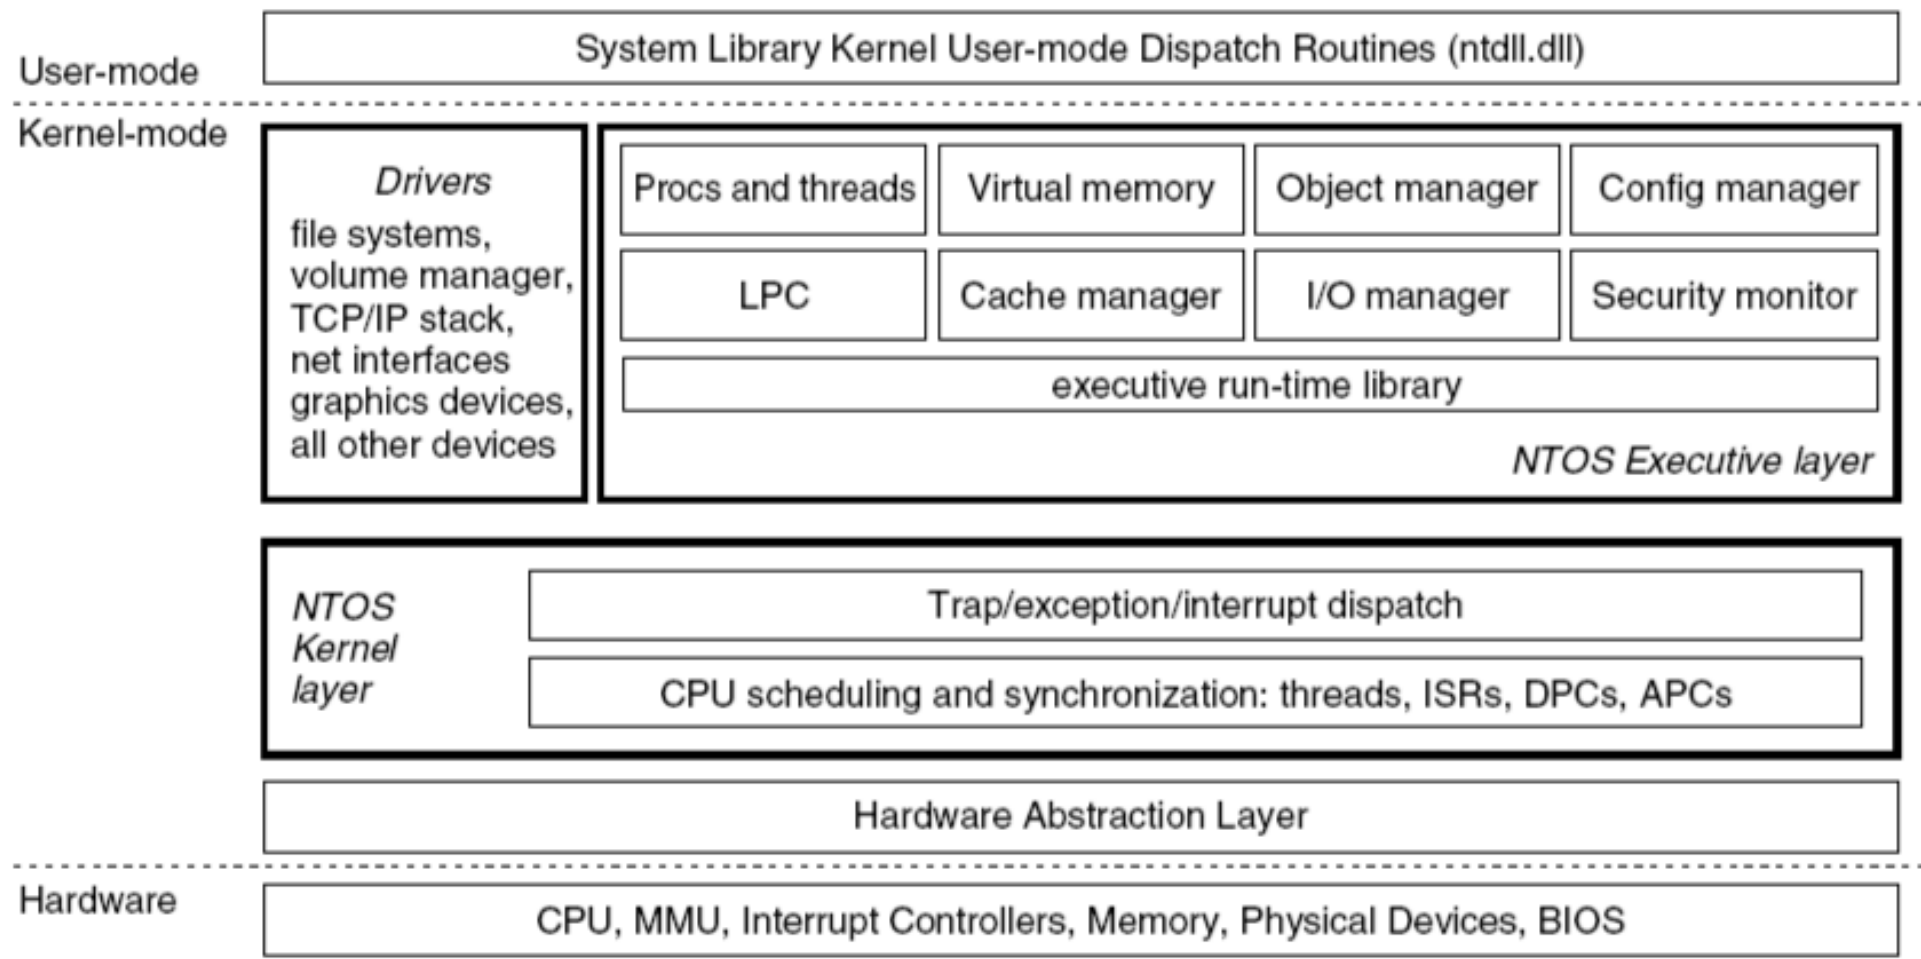 System Library Kernel User-mode Dispatch Routines (ntdll.dll)
User-mode
Kernel-mode
Drivers
file systems,
volume manager,
TCP/IP stack,
net interfaces
graphics devices,
all other devices
Procs and threads
Virtual memory
Object manager
Config manager
LPC
Cache manager
I/O manager
Security monitor
executive run-time library
NTOS Executive layer
NTOS
Kernel
layer
Trap/exception/interrupt dispatch
CPU scheduling and synchronization: threads, ISRs, DPCs, APCs
Hardware Abstraction Layer
Hardware
CPU, MMU, Interrupt Controllers, Memory, Physical Devices, BIOS